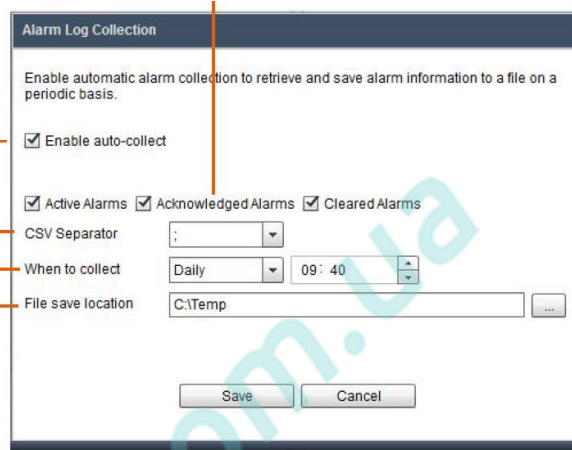 Alarm Log Collection
Enable automatic alarm collection to retrieve and save alarm information to a file on a
periodic basis.
Enable auto-collect
Active Alarms Acknowledged Alarms Cleared Alarms
CSV Separator ;
When to collect Daily 09: 40
File save location C:\Temp ...
Save Cancel
om.ua